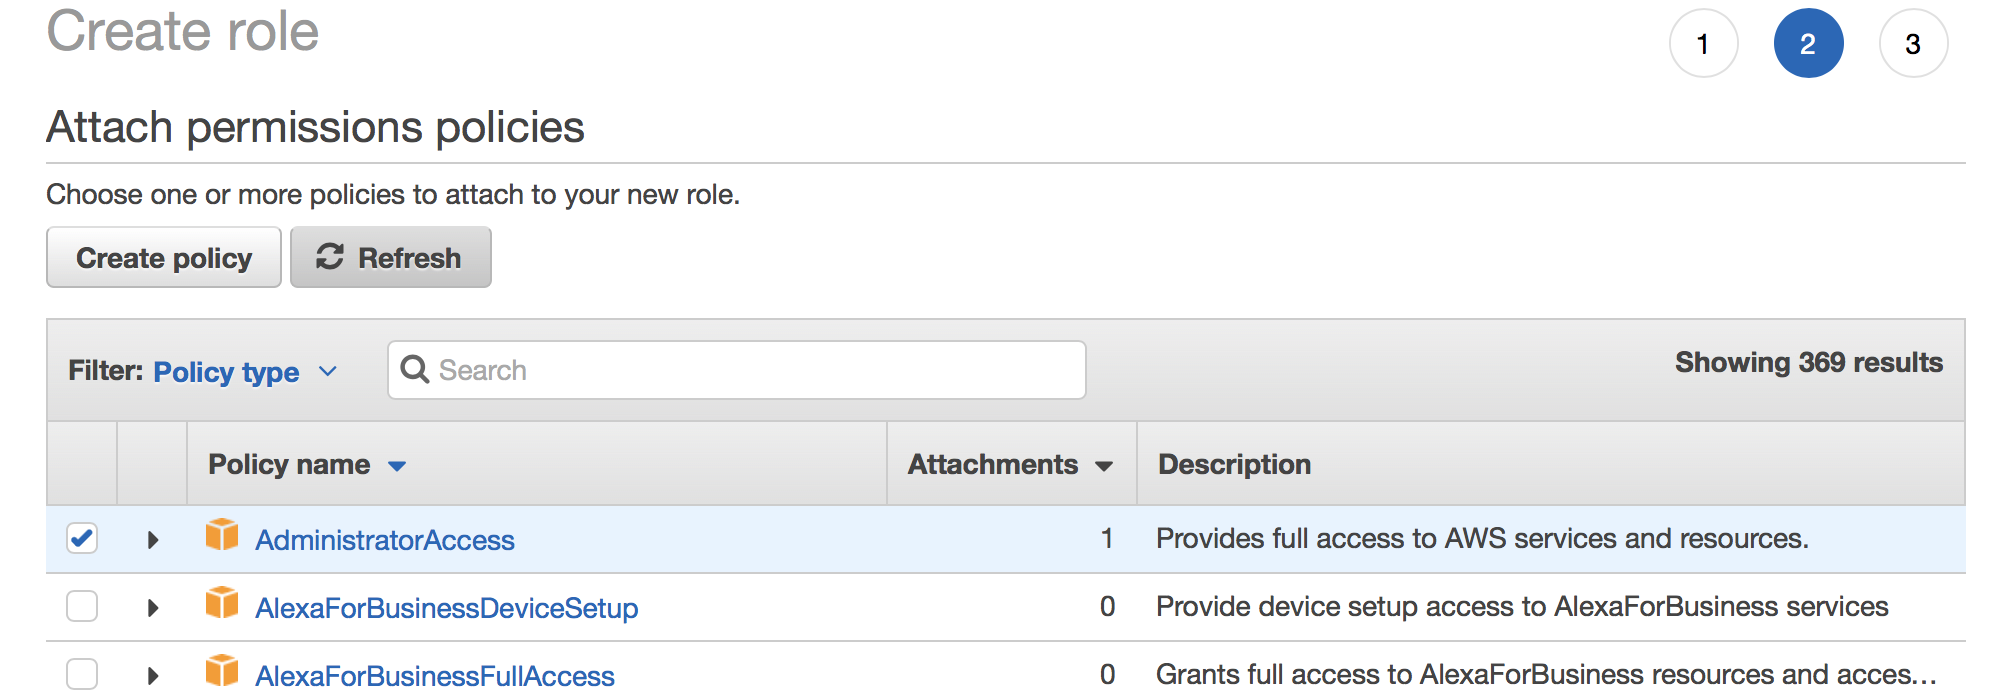 Create role
1 2 3
Attach permissions policies
Choose one or more policies to attach to your new role.
Create policy Refresh
Filter: Policy type Search Showing 369 results
Policy name Attachments Description
AdministratorAccess 1 Provides full access to AWS services and resources.
AlexaForBusinessDeviceSetup 0 Provide device setup access to AlexaForBusiness services
AlexaForBusinessFullAccess 0 Grants full access to AlexaForBusiness resources and acces...